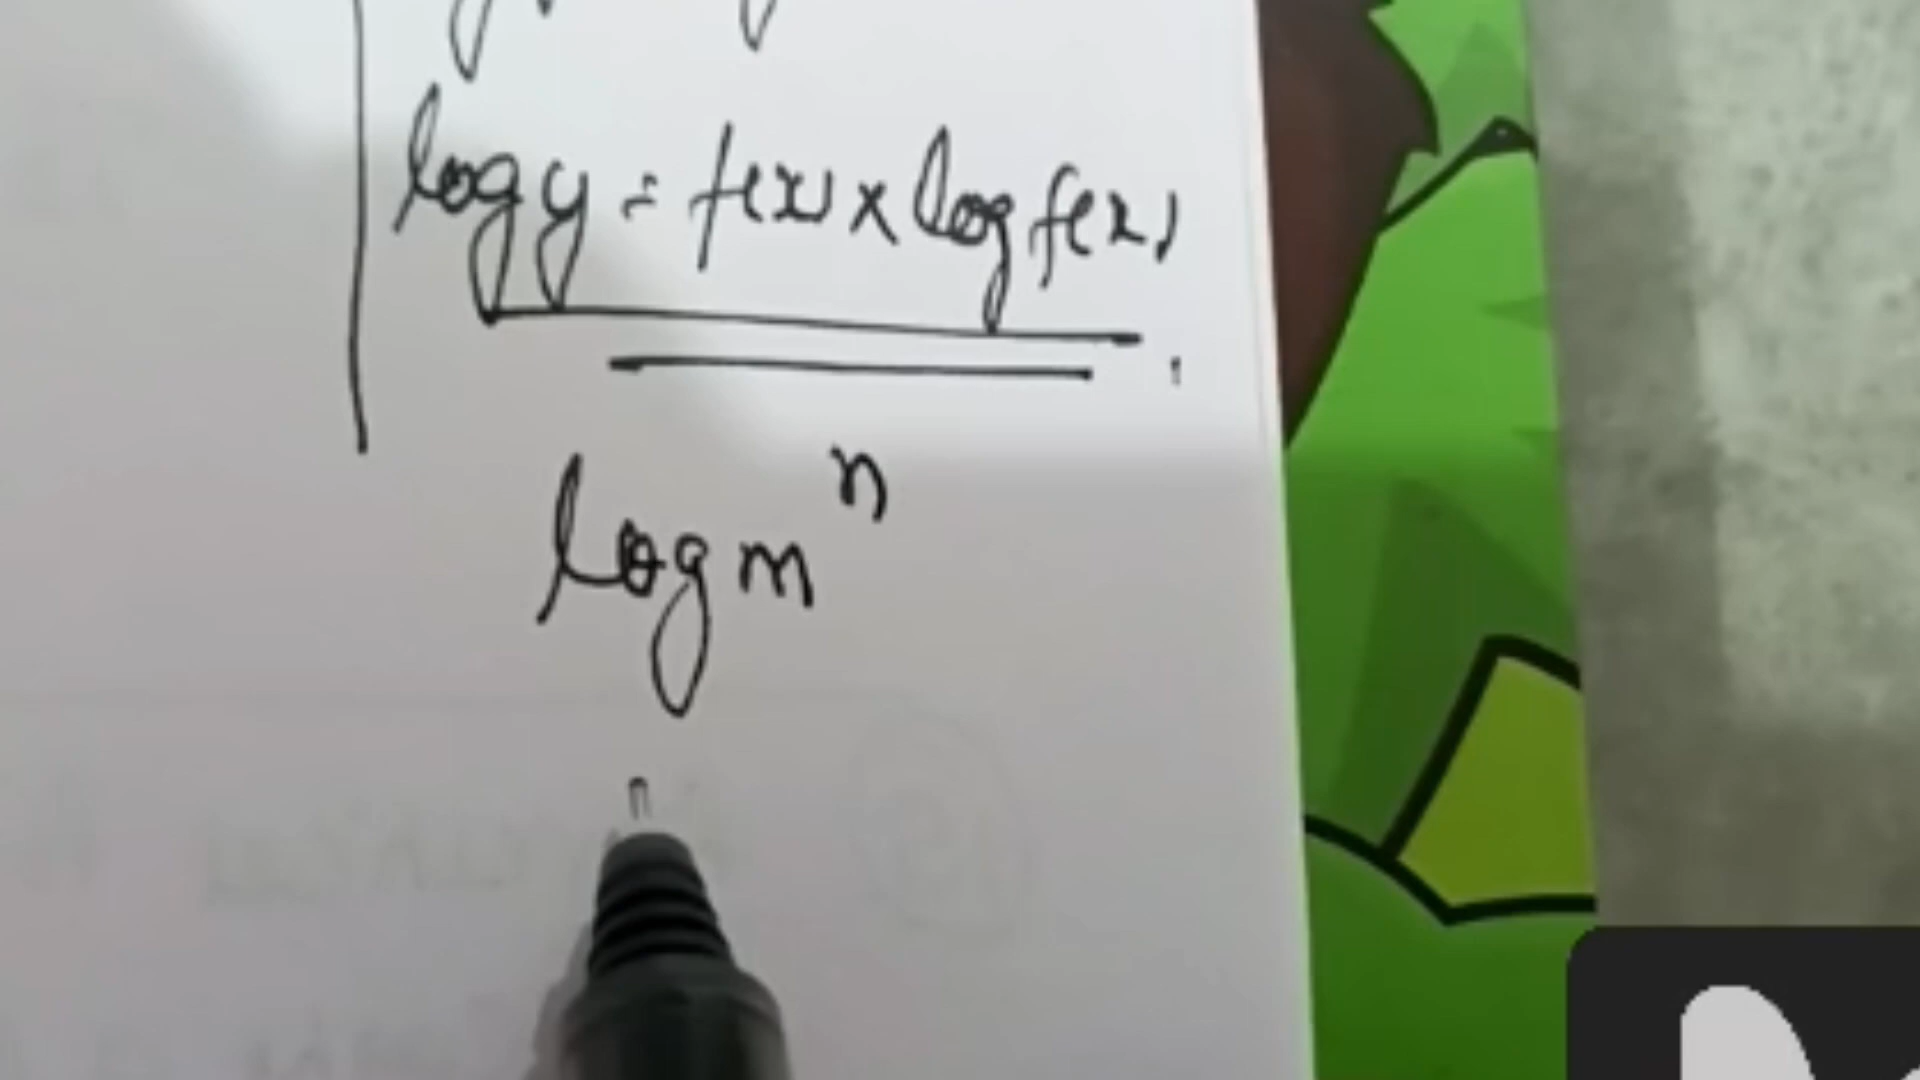 log y = f(x) x log f(x)
log m^n
n